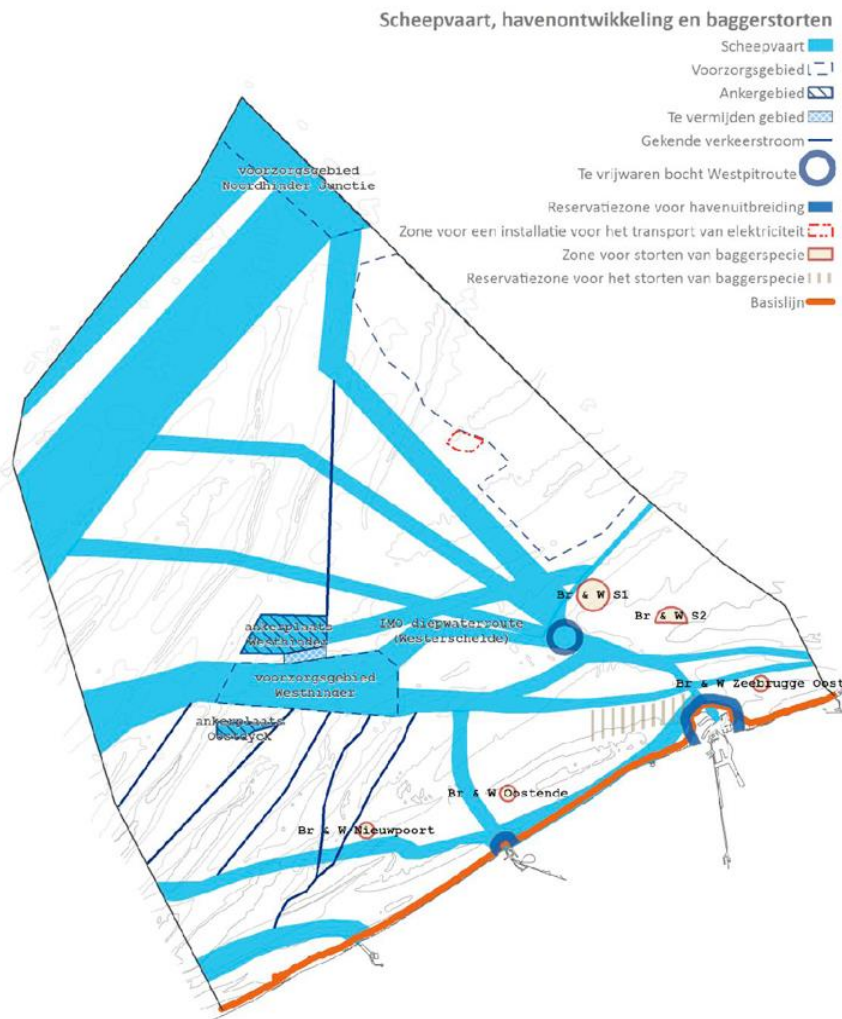 Scheepvaart, havenontwikkeling en baggerstorten
Scheepvaart
Voorzorgsgebied
Ankergebied
Te vermijden gebied
Gekende verkeerstroom
Te vrijwaren bocht Westpitroute
Reservatiezone voor havenuitbreiding
Zone voor een installatie voor het transport van elektriciteit
Zone voor storten van baggerspecie
Reservatiezone voor het storten van baggerspecie
Basislijn
voorzorgsgebied
Noordhinder Junctie
Br & W S1
Br & W S2
ankerplaats
Westhinder
IMO diepwaterroute
(Westerschelde)
voorzorgsgebied
Westhinder
Br & W Zeebrugge Oost
ankerplaats
Oostdyck
Br & W Oostende
Br & W Nieuwpoort